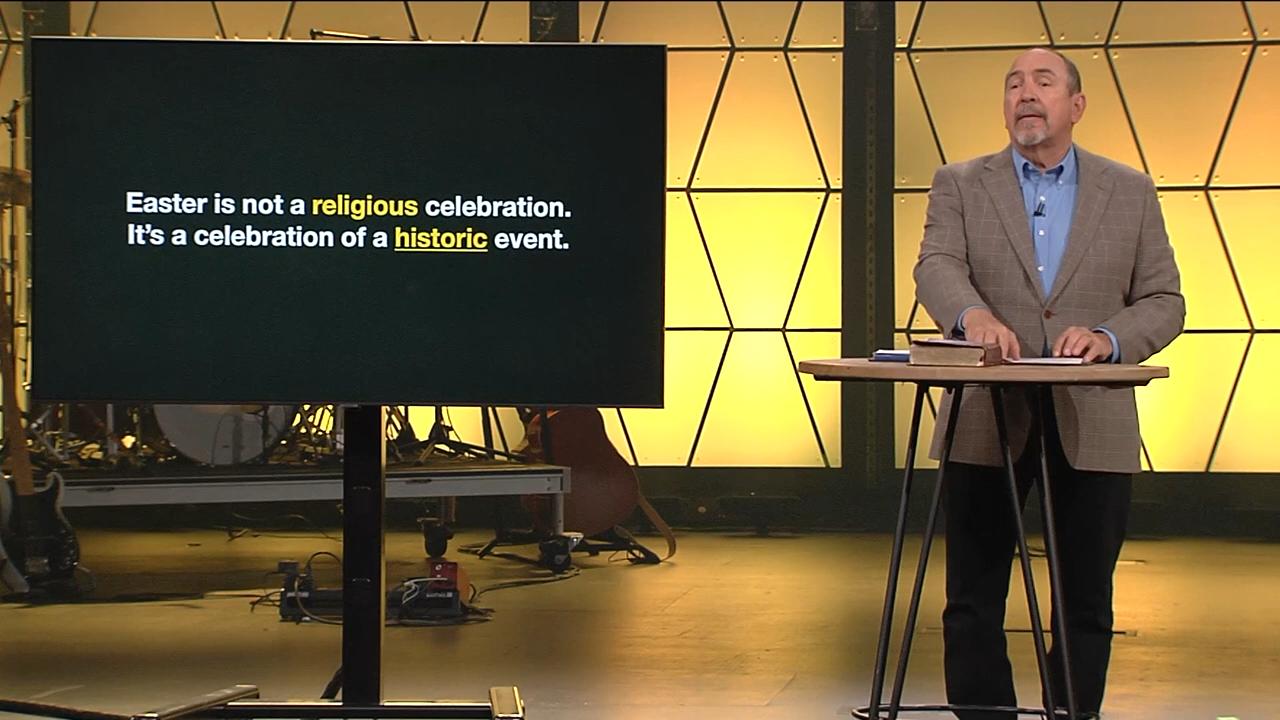 Easter is not a religious celebration.
It's a celebration of a historic event.